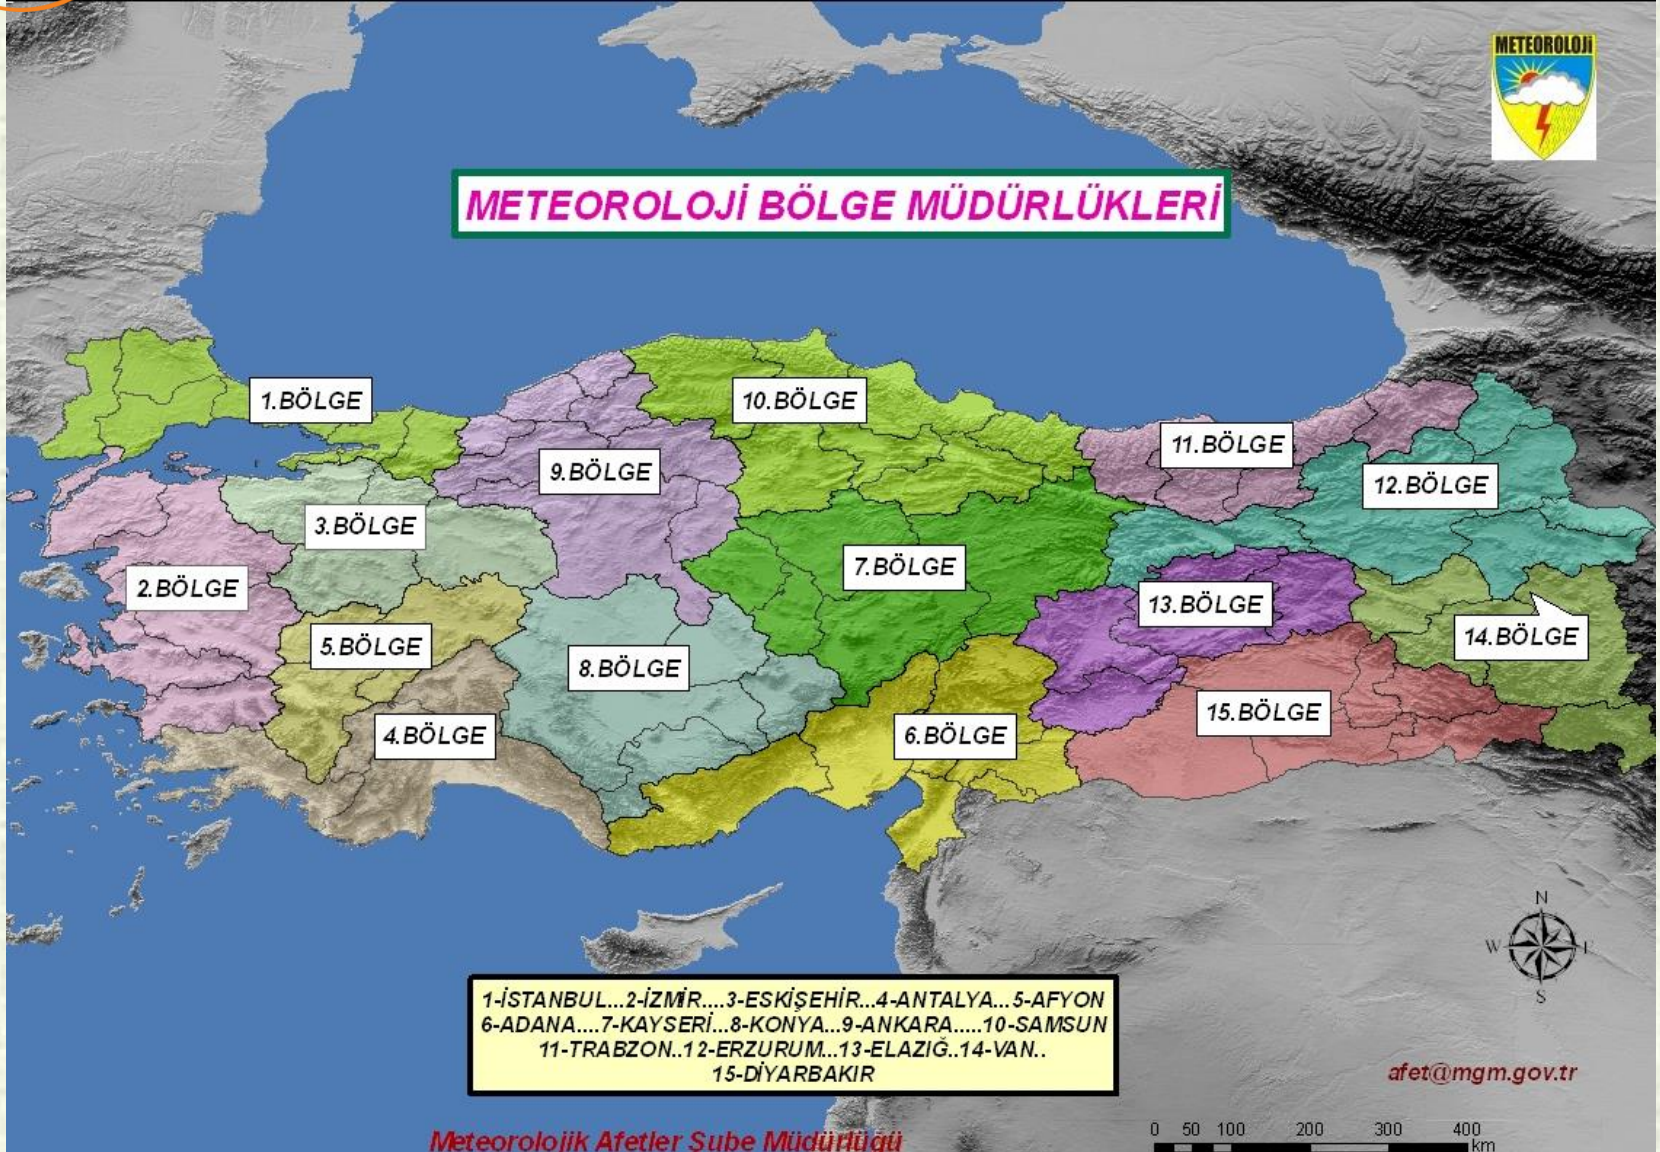 METEOROLOJİ
METEOROLOJİ BÖLGE MÜDÜRLÜKLERİ
1.BÖLGE
10.BÖLGE
11.BÖLGE
9.BÖLGE
12.BÖLGE
3.BÖLGE
7.BÖLGE
2.BÖLGE
13.BÖLGE
14.BÖLGE
5.BÖLGE
8.BÖLGE
15.BÖLGE
4.BÖLGE
6.BÖLGE
N
W E
S
1-İSTANBUL...2-İZMİR....3-ESKİŞEHİR...4-ANTALYA...5-AFYON
6-ADANA....7-KAYSERİ...8-KONYA...9-ANKARA.....10-SAMSUN
11-TRABZON..12-ERZURUM...13-ELAZIĞ..14-VAN..
15-DİYARBAKIR
afet@mgm.gov.tr
Meteorolojik Afetler Şube Müdürlüğü
0 50 100 200 300 400
km